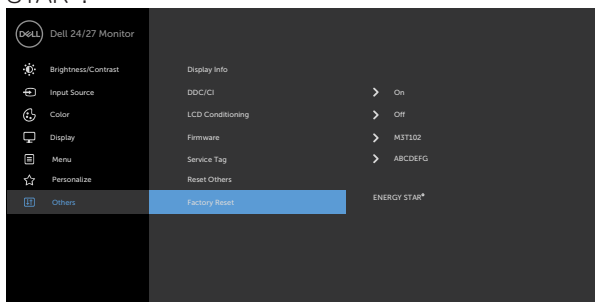 DELL Dell 24/27 Monitor
Brightness/Contrast Display Info
Input Source DDC/CI On
Color LCD Conditioning Off
Display Firmware M3T102
Menu Service Tag ABCDEFG
Personalize Reset Others
Others Factory Reset ENERGY STAR®